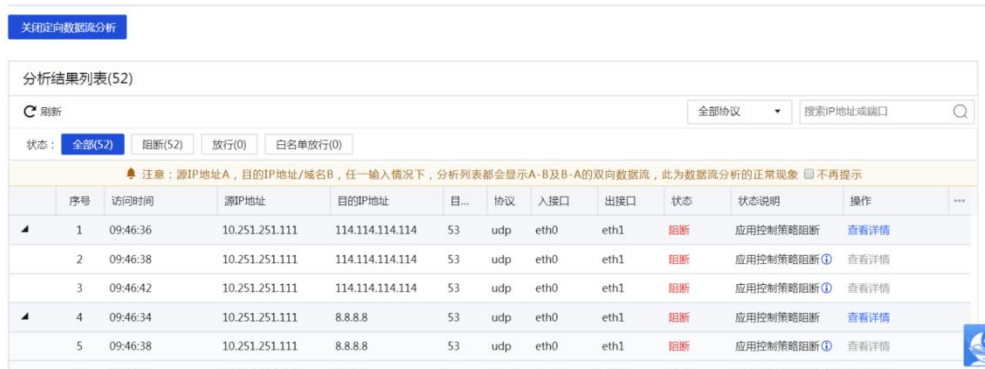 关闭定向数据流分析
分析结果列表(52)
刷新 全部协议 搜索IP地址或端口
状态： 全部(52) 阻断(52) 放行(0) 白名单放行(0)
注意：源IP地址A，目的IP地址/域名B，任一输入情况下，分析列表都会显示A-B及B-A的双向数据流，此为数据流分析的正常现象 不再提示
序号 访问时间 源IP地址 目的IP地址 目... 协议 入接口 出接口 状态 状态说明 操作 ...
1 09:46:36 10.251.251.111 114.114.114.114 53 udp eth0 eth1 阻断 应用控制策略阻断 查看详情
2 09:46:38 10.251.251.111 114.114.114.114 53 udp eth0 eth1 阻断 应用控制策略阻断 查看详情
3 09:46:42 10.251.251.111 114.114.114.114 53 udp eth0 eth1 阻断 应用控制策略阻断 查看详情
4 09:46:34 10.251.251.111 8.8.8.8 53 udp eth0 eth1 阻断 应用控制策略阻断 查看详情
5 09:46:38 10.251.251.111 8.8.8.8 53 udp eth0 eth1 阻断 应用控制策略阻断 查看详情